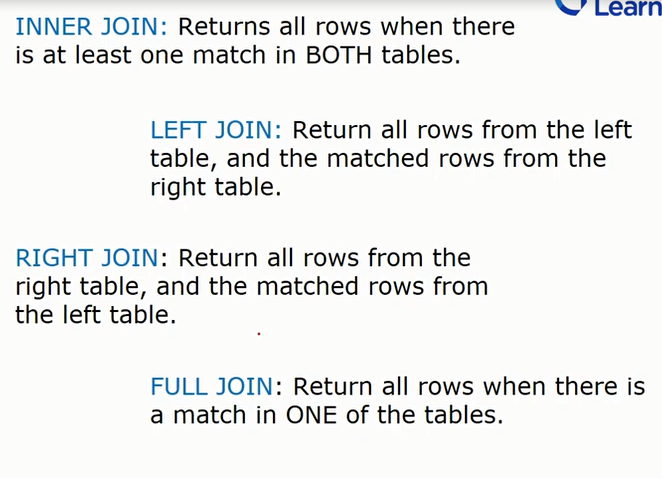 Learn
INNER JOIN: Returns all rows when there
is at least one match in BOTH tables.
LEFT JOIN: Return all rows from the left
table, and the matched rows from the
right table.
RIGHT JOIN: Return all rows from the
right table, and the matched rows from
the left table.
FULL JOIN: Return all rows when there is
a match in ONE of the tables.